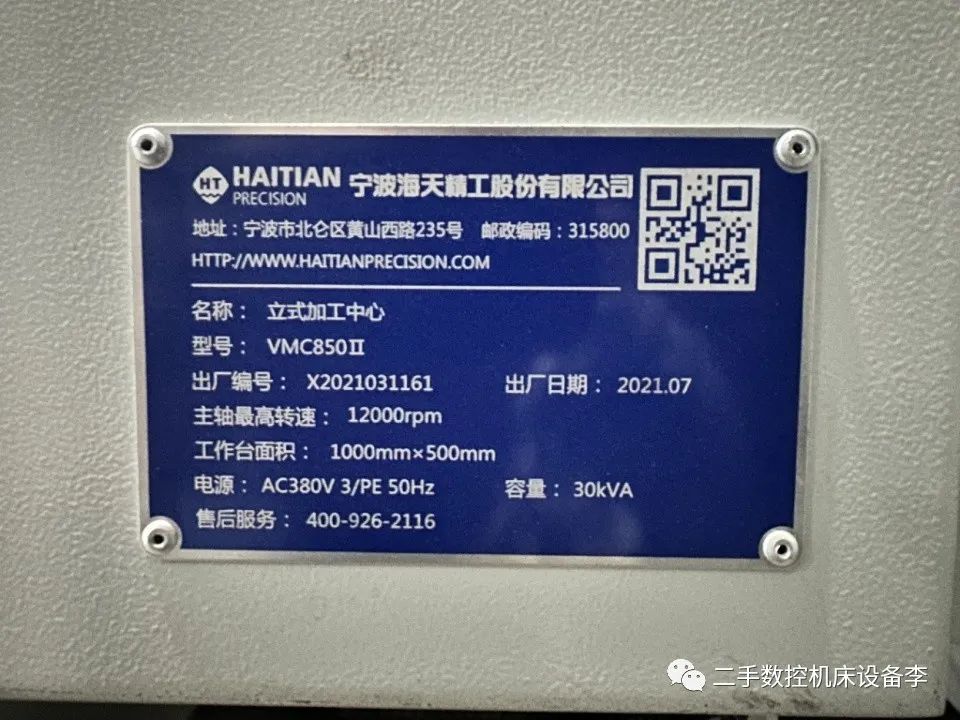 HT HAITIAN PRECISION 宁波海天精工股份有限公司
地址：宁波市北仑区黄山西路235号 邮政编码：315800
HTTP://WWW.HAITIANPRECISION.COM
名称： 立式加工中心
型号： VMC850Ⅱ
出厂编号： X2021031161 出厂日期： 2021.07
主轴最高转速： 12000rpm
工作台面积： 1000mm×500mm
电源： AC380V 3/PE 50Hz 容量： 30kVA
售后服务： 400-926-2116
二手数控机床设备李